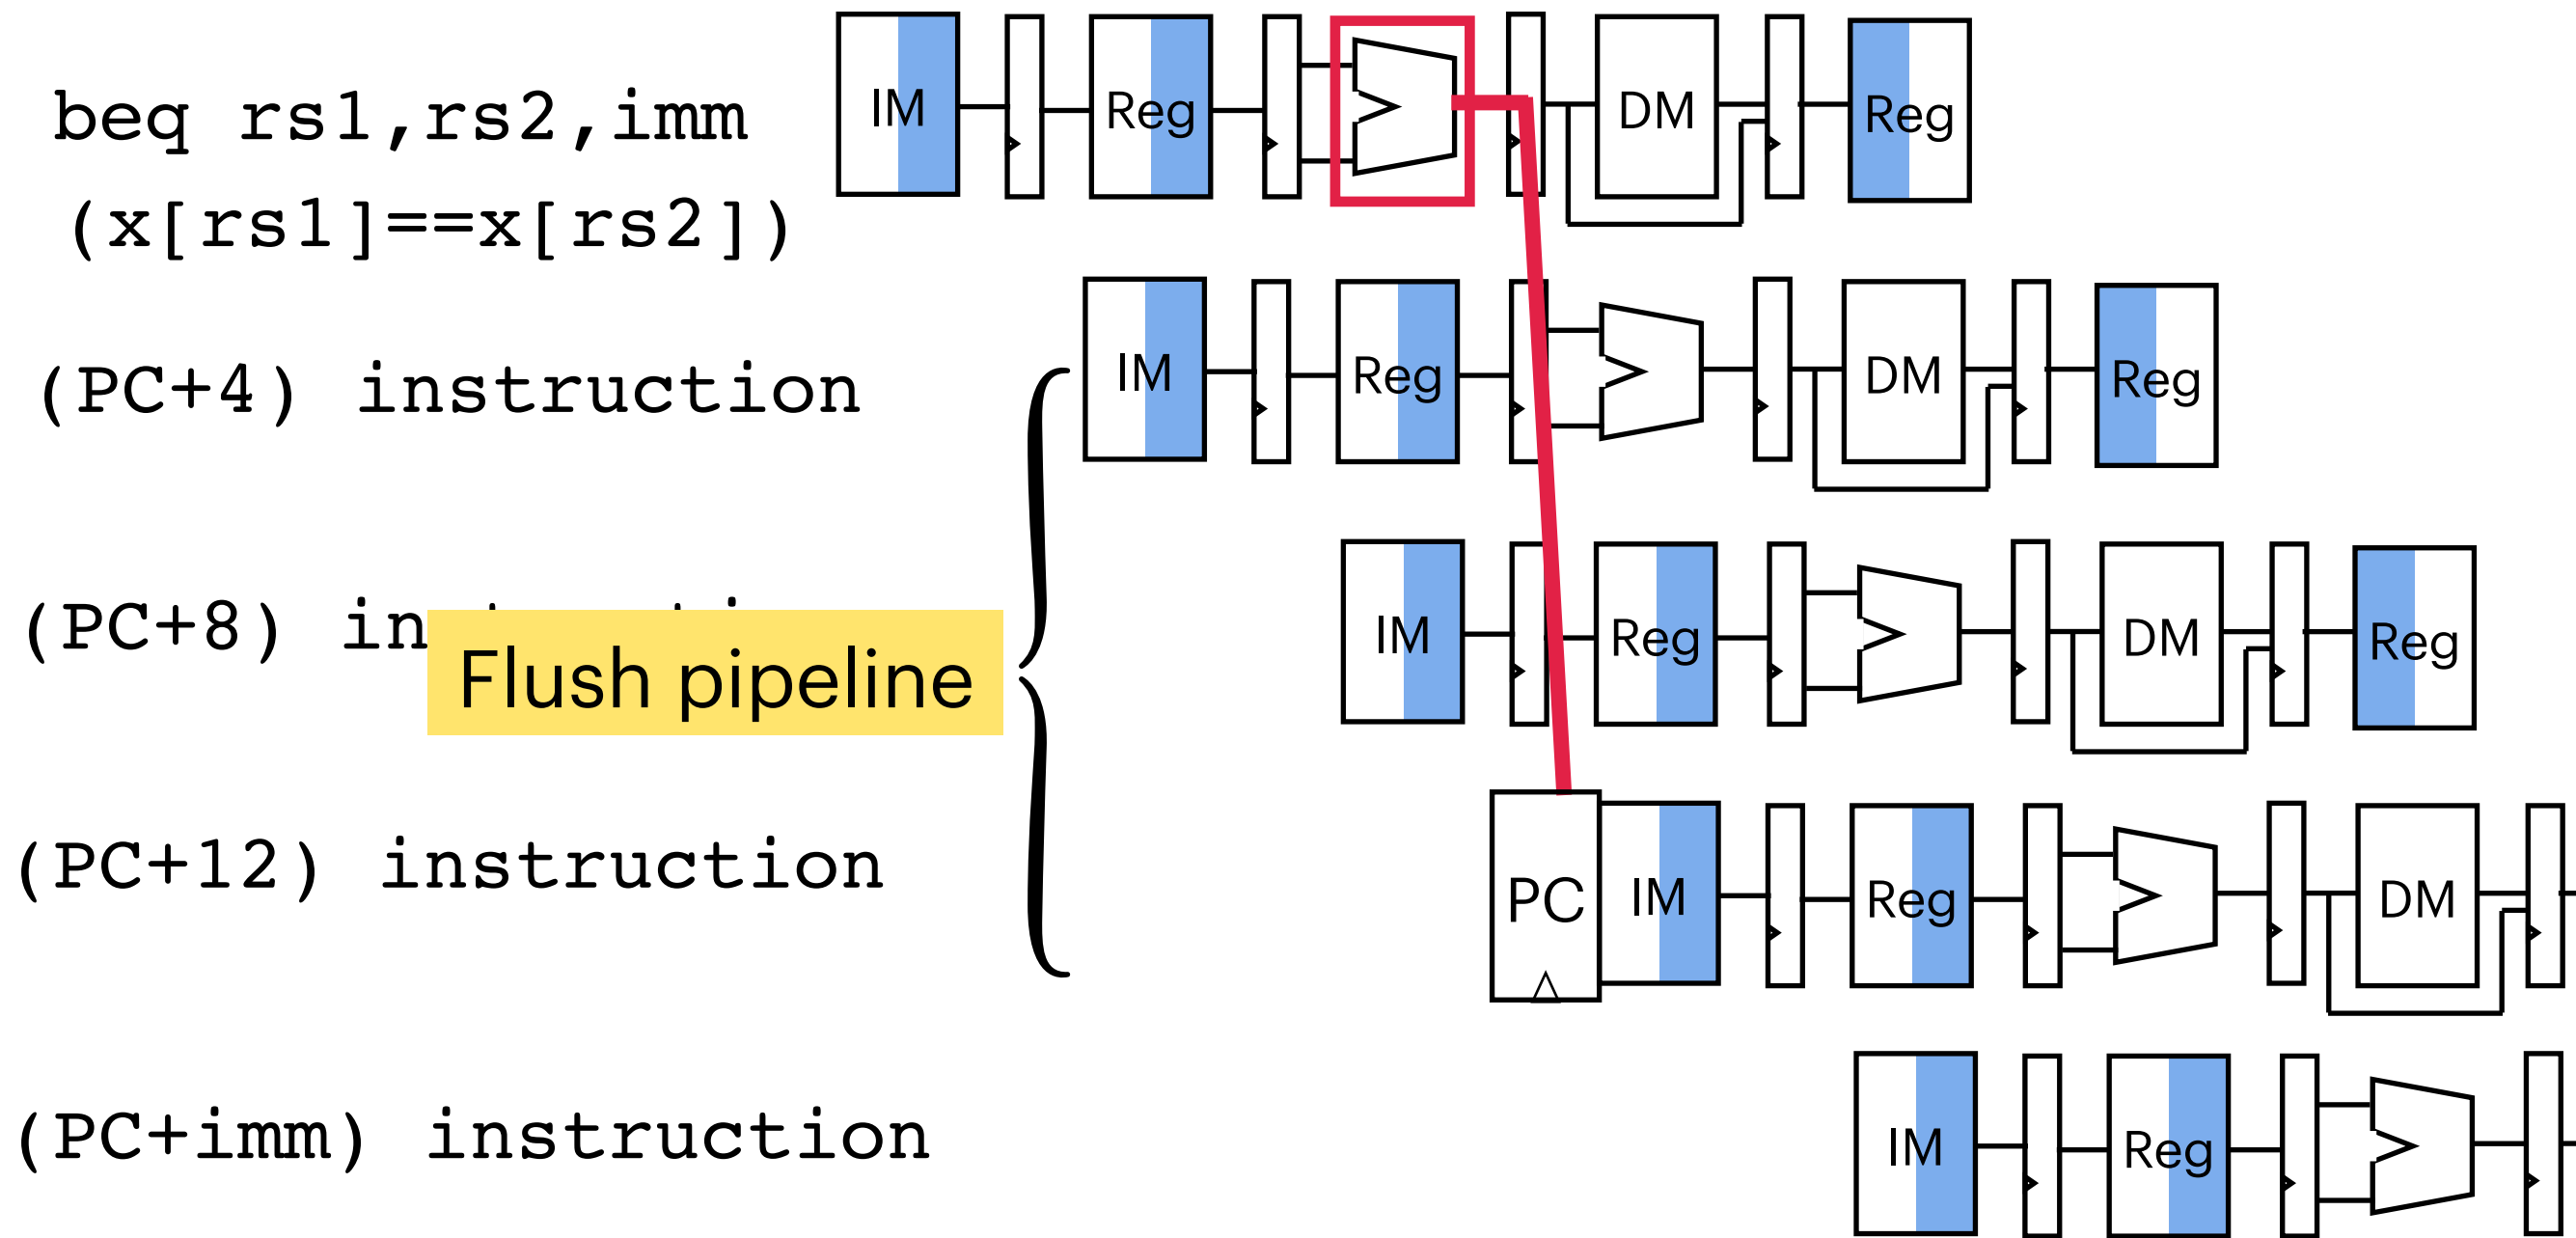 beq rs1,rs2,imm
(x[rs1]==x[rs2])
IM Reg DM Reg
(PC+4) instruction
IM Reg DM Reg
(PC+8) in
Flush pipeline
IM Reg DM Reg
(PC+12) instruction
PC IM Reg DM
(PC+imm) instruction
IM Reg